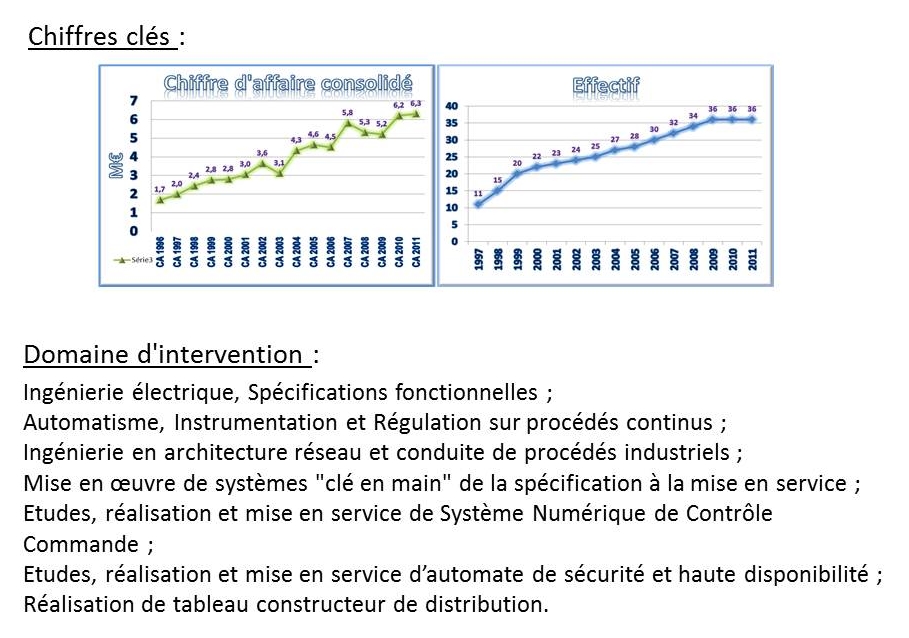 Chiffres clés :
Chiffre d'affaire consolidé
M€
7
6
5
4
3
2
1
0
1,7 2,0 2,4 2,8 2,8 3,0 3,6 3,1 4,3 4,6 4,5 5,8 5,3 5,2 6,2 6,3
CA 1996 CA 1997 CA 1998 CA 1999 CA 2000 CA 2001 CA 2002 CA 2003 CA 2004 CA 2005 CA 2006 CA 2007 CA 2008 CA 2009 CA 2010 CA 2011
Série3
Effectif
40
35
30
25
20
15
10
5
0
11 15 20 22 23 24 25 27 28 30 32 34 36 36 36
1997 1998 1999 2000 2001 2002 2003 2004 2005 2006 2007 2008 2009 2010 2011
Domaine d'intervention :
Ingénierie électrique, Spécifications fonctionnelles ;
Automatisme, Instrumentation et Régulation sur procédés continus ;
Ingénierie en architecture réseau et conduite de procédés industriels ;
Mise en œuvre de systèmes "clé en main" de la spécification à la mise en service ;
Etudes, réalisation et mise en service de Système Numérique de Contrôle
Commande ;
Etudes, réalisation et mise en service d’automate de sécurité et haute disponibilité ;
Réalisation de tableau constructeur de distribution.